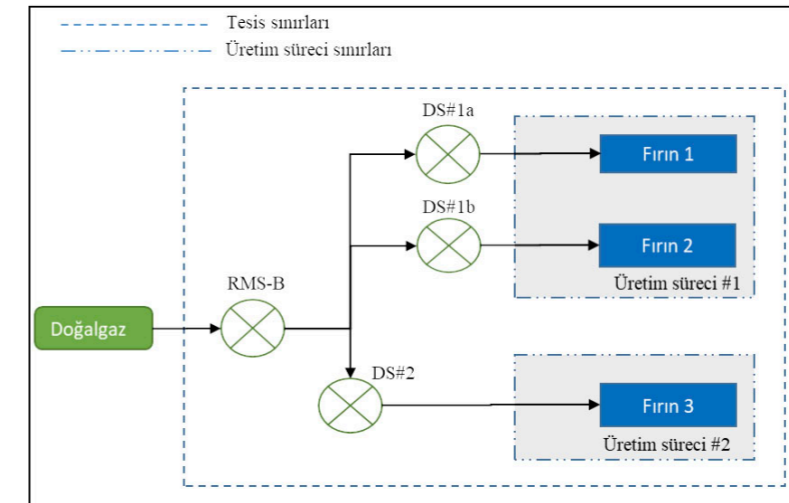 Tesis sınırları
Üretim süreci sınırları
DS#1a
Fırın 1
DS#1b
Fırın 2
Üretim süreci #1
RMS-B
Doğalgaz
DS#2
Fırın 3
Üretim süreci #2